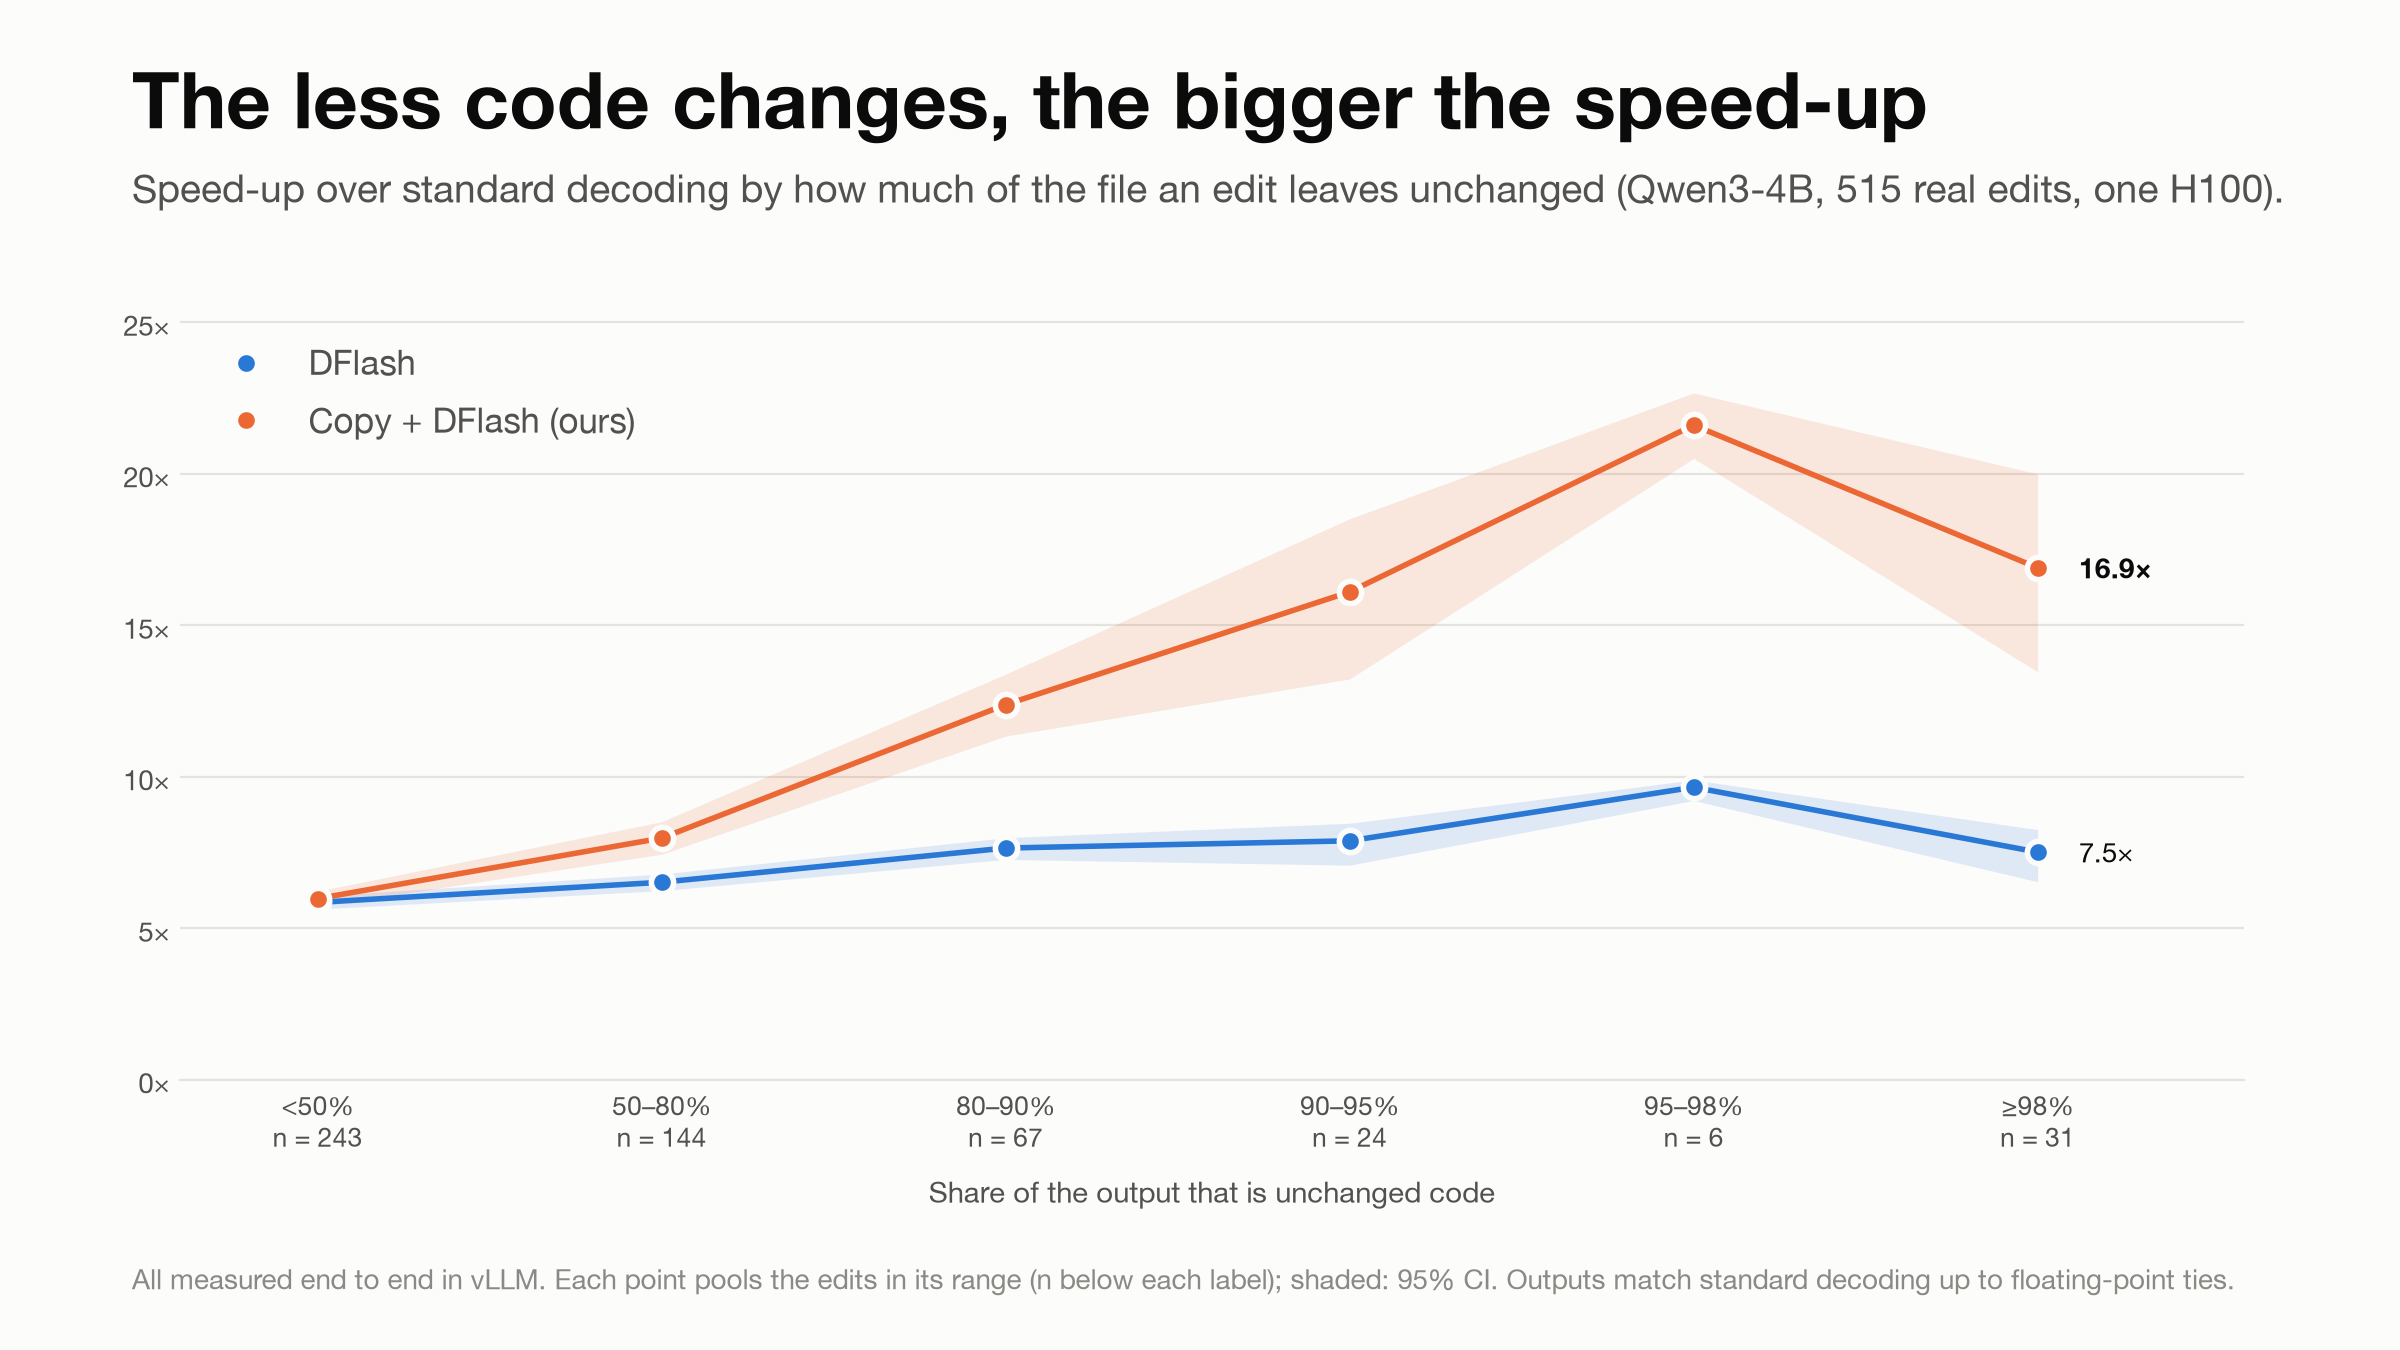 The less code changes, the bigger the speed-up
Speed-up over standard decoding by how much of the file an edit leaves unchanged (Qwen3-4B, 515 real edits, one H100).
25×
DFlash
Copy + DFlash (ours)
20×
16.9×
15×
10×
7.5×
5×
0×
<50% 50–80% 80–90% 90–95% 95–98% ≥98%
n = 243 n = 144 n = 67 n = 24 n = 6 n = 31
Share of the output that is unchanged code
All measured end to end in vLLM. Each point pools the edits in its range (n below each label); shaded: 95% CI. Outputs match standard decoding up to floating-point ties.